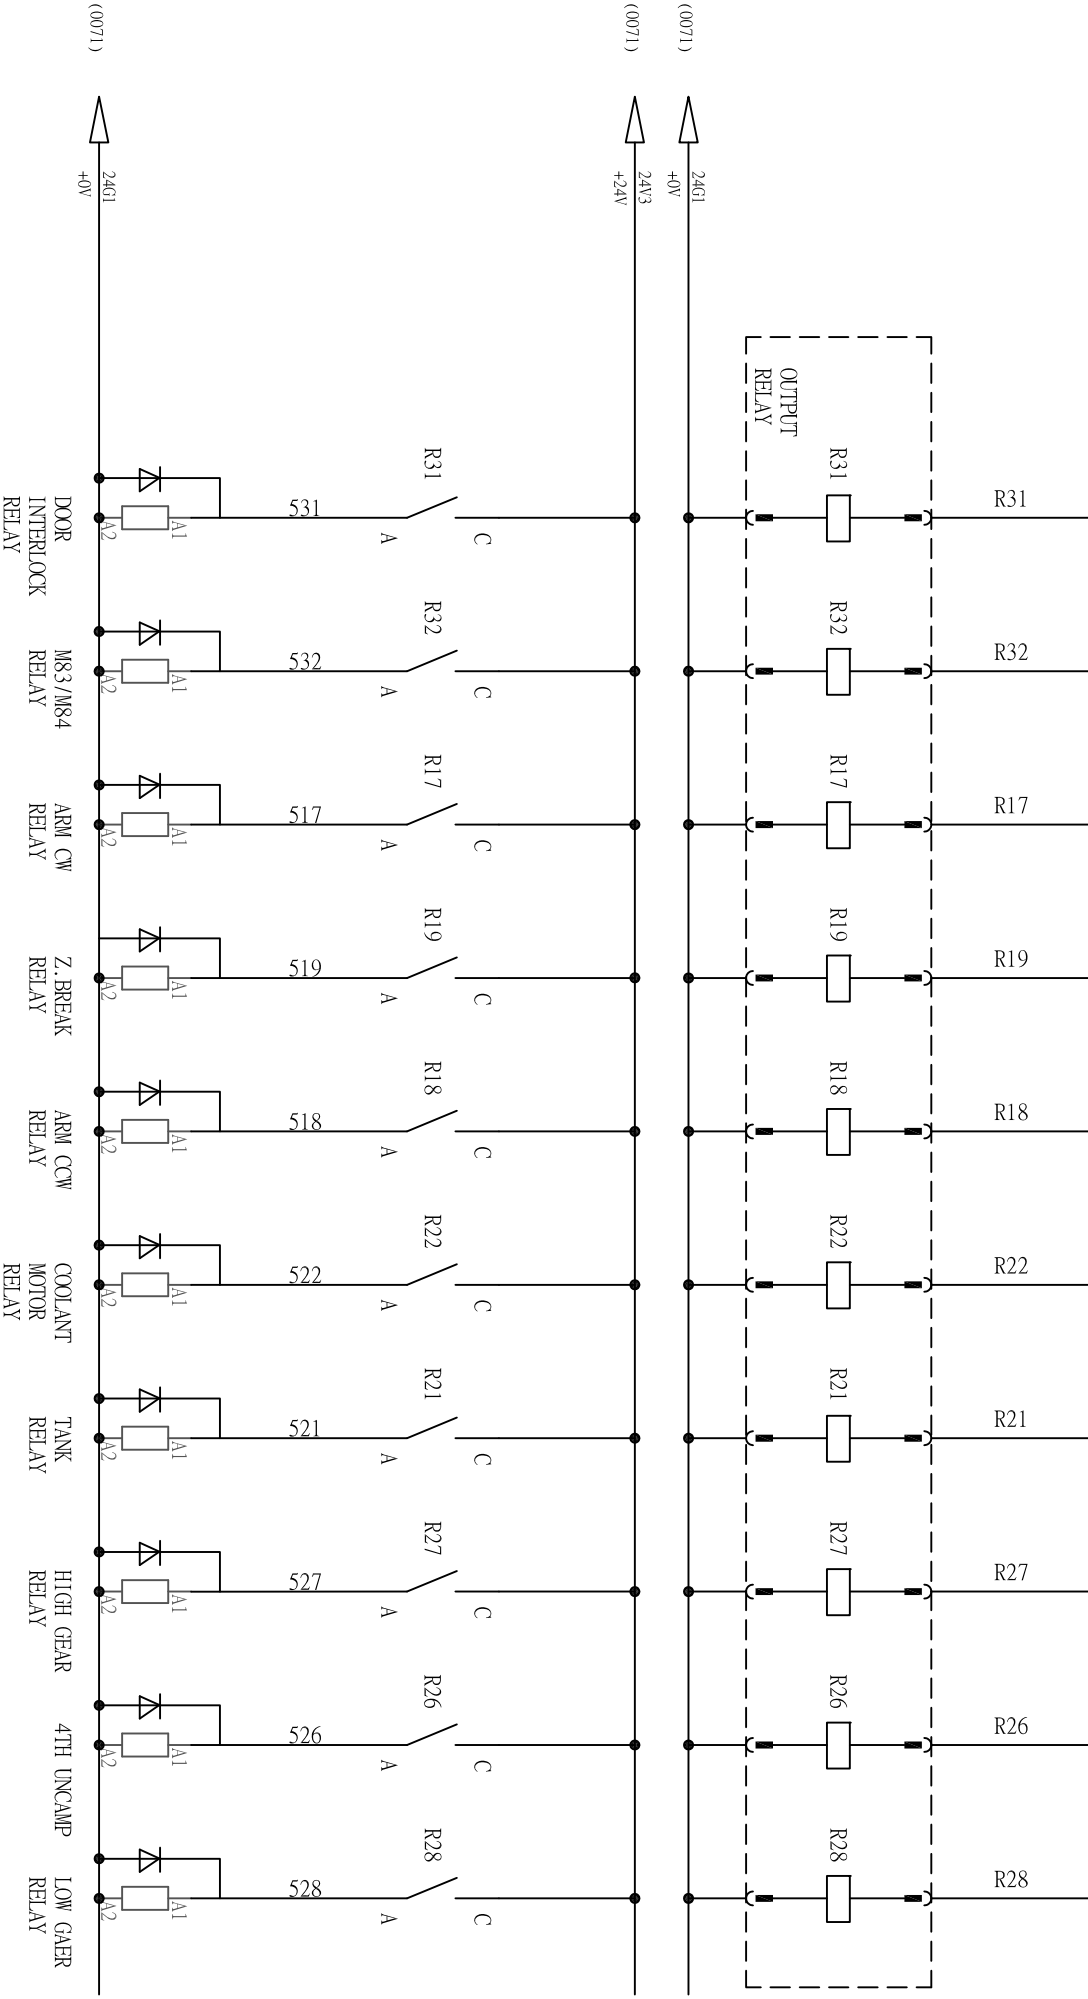 R31
R32
R17
R19
R18
R22
R21
R27
R26
R28
OUTPUT
RELAY
R31
R32
R17
R19
R18
R22
R21
R27
R26
R28
(0071)
24G1
+0V
(0071)
24V3
+24V
C
C
C
C
C
C
C
C
C
C
R31
R32
R17
R19
R18
R22
R21
R27
R26
R28
A
A
A
A
A
A
A
A
A
A
531
532
517
519
518
522
521
527
526
528
A1
A1
A1
A1
A1
A1
A1
A1
A1
A1
A2
A2
A2
A2
A2
A2
A2
A2
A2
A2
(0071)
24G1
+0V
DOOR
INTERLOCK
RELAY
M83/M84
RELAY
ARM CW
RELAY
Z.BREAK
RELAY
ARM CCW
RELAY
COOLANT
MOTOR
RELAY
TANK
RELAY
HIGH GEAR
RELAY
4TH UNCAMP
LOW GAER
RELAY